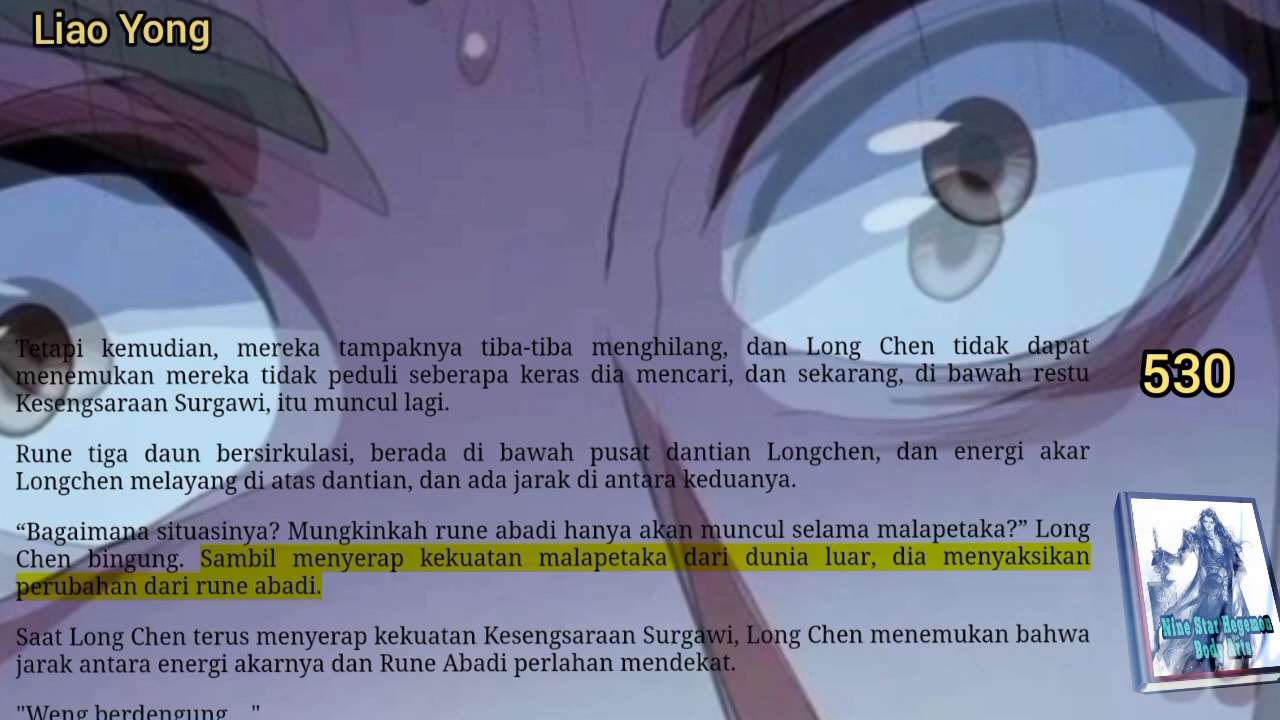 Liao Yong
Tetapi kemudian, mereka tampaknya tiba-tiba menghilang, dan Long Chen tidak dapat
menemukan mereka tidak peduli seberapa keras dia mencari, dan sekarang, di bawah restu
Kesengsaraan Surgawi, itu muncul lagi.
530
Rune tiga daun bersirkulasi, berada di bawah pusat dantian Longchen, dan energi akar
Longchen melayang di atas dantian, dan ada jarak di antara keduanya.
“Bagaimana situasinya? Mungkinkah rune abadi hanya akan muncul selama malapetaka?” Long
Chen bingung. Sambil menyerap kekuatan malapetaka dari dunia luar, dia menyaksikan
perubahan dari rune abadi.
Saat Long Chen terus menyerap kekuatan Kesengsaraan Surgawi, Long Chen menemukan bahwa
jarak antara energi akarnya dan Rune Abadi perlahan mendekat.
"Weng berdengung..."
Nine Star Hegemon
Body Arts